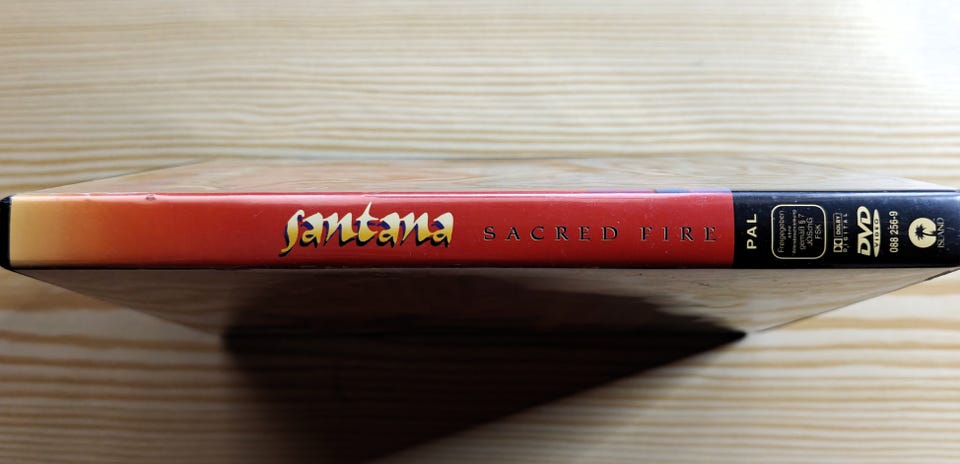 Santana SACRED FIRE
PAL
Freigegeben
gemäß § 7
JÖSchG
FSK
DOLBY
DIGITAL
DVD
VIDEO
088 256-9
ISLAND